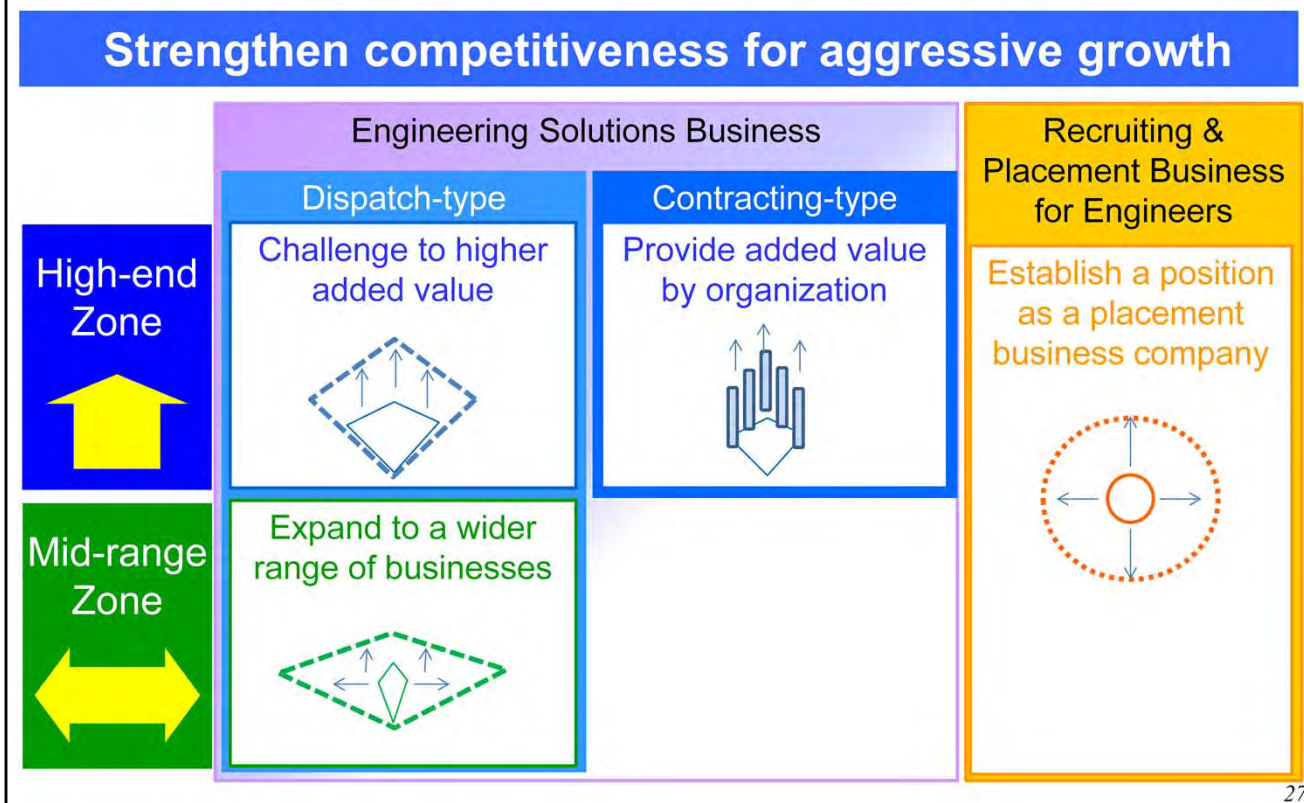 Strengthen competitiveness for aggressive growth
Engineering Solutions Business
Recruiting &
Placement Business
for Engineers
Dispatch-type
Contracting-type
High-end
Zone
Challenge to higher
added value
Provide added value
by organization
Establish a position
as a placement
business company
Mid-range
Zone
Expand to a wider
range of businesses
27